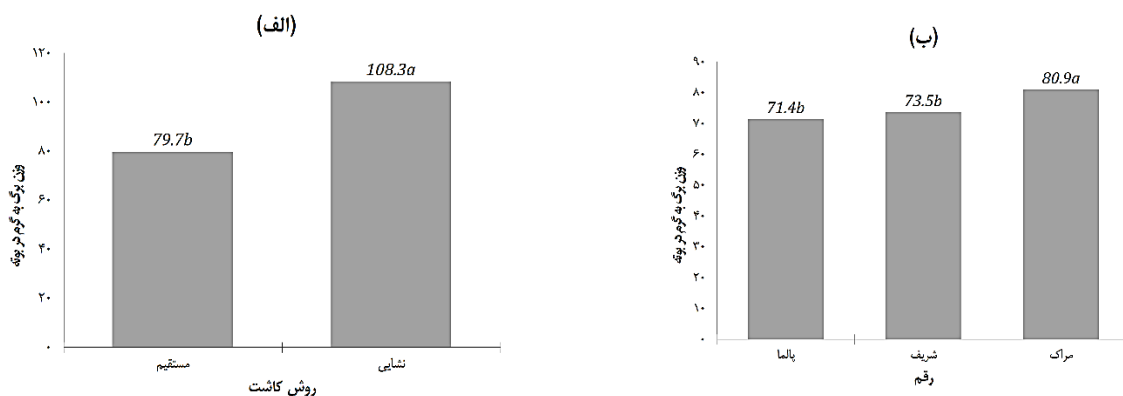 (الف)
وزن برگ به گرم در بوته
۱۲۰
۱۰۰
۸۰
۶۰
۴۰
۲۰
۰
79.7b
108.3a
مستقیم
نشایی
روش کاشت
(ب)
وزن برگ به گرم در بوته
۹۰
۸۰
۷۰
۶۰
۵۰
۴۰
۳۰
۲۰
۱۰
۰
71.4b
73.5b
80.9a
پالما
شریف
مراک
رقم